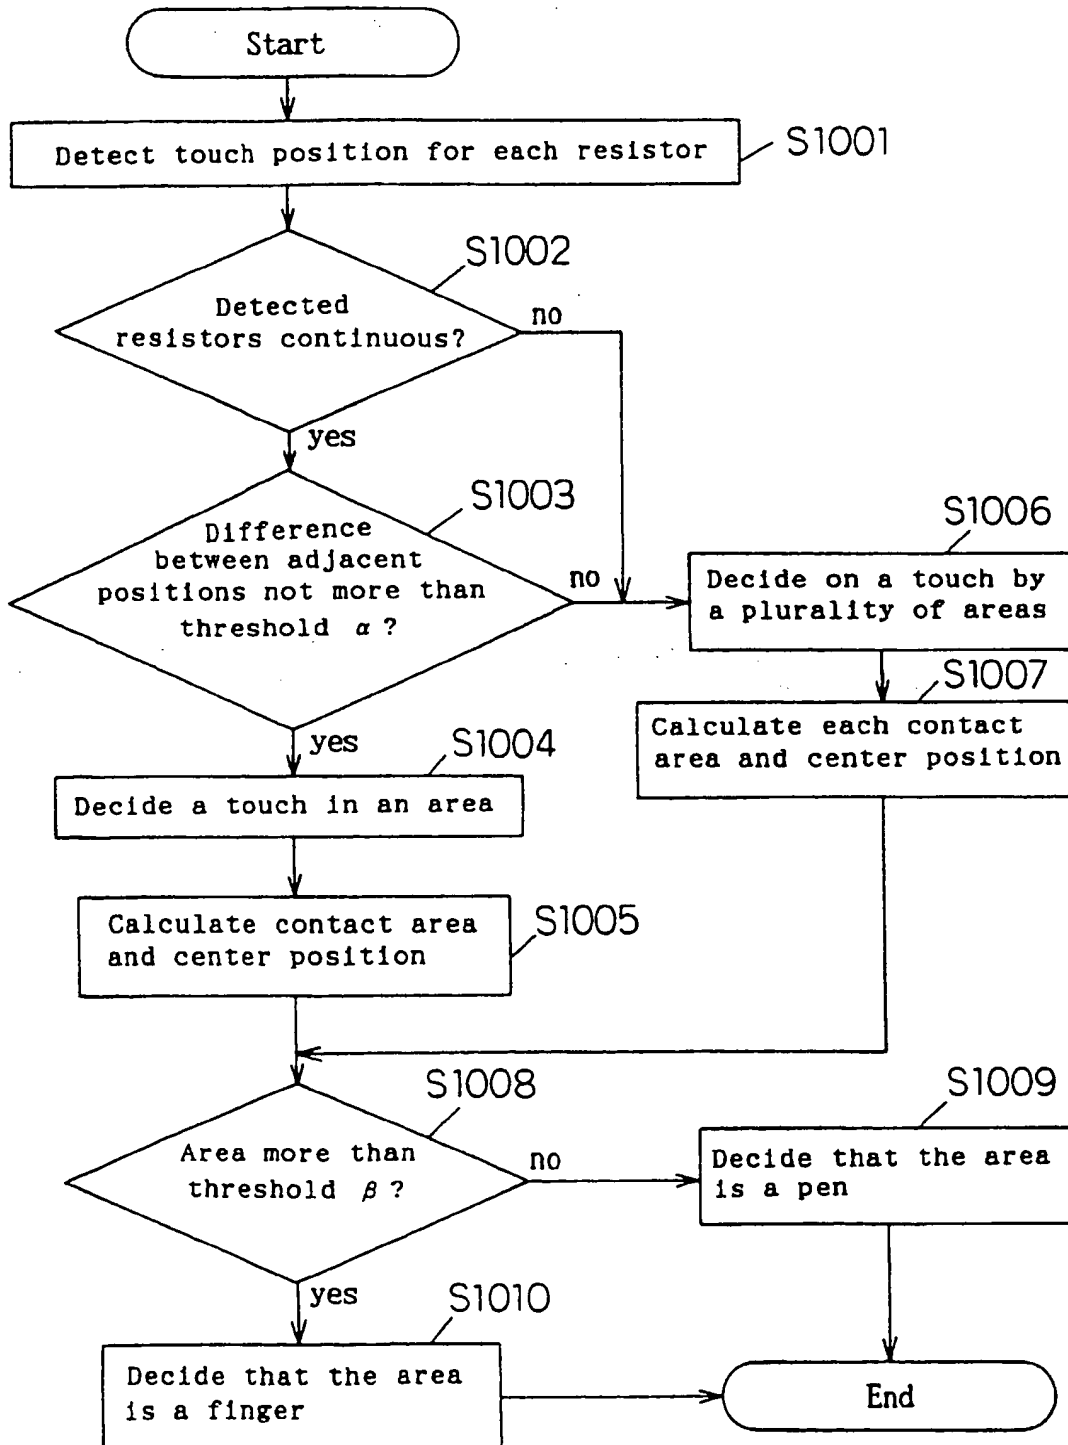 Start
Detect touch position for each resistor
S1001
S1002
Detected
resistors continuous?
no
yes
S1003
Difference
between adjacent
positions not more than
threshold α ?
no
yes
S1006
Decide on a touch by
a plurality of areas
S1007
Calculate each contact
area and center position
S1004
Decide a touch in an area
S1005
Calculate contact area
and center position
S1008
Area more than
threshold β ?
no
yes
S1009
Decide that the area
is a pen
S1010
Decide that the area
is a finger
End